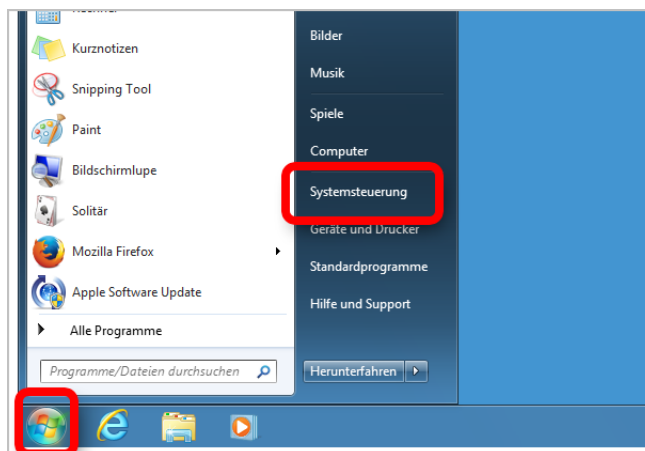 Kurznotizen
Snipping Tool
Paint
Bildschirmlupe
Solitär
Mozilla Firefox
Apple Software Update
Alle Programme
Programme/Dateien durchsuchen
Bilder
Musik
Spiele
Computer
Systemsteuerung
Geräte und Drucker
Standardprogramme
Hilfe und Support
Herunterfahren